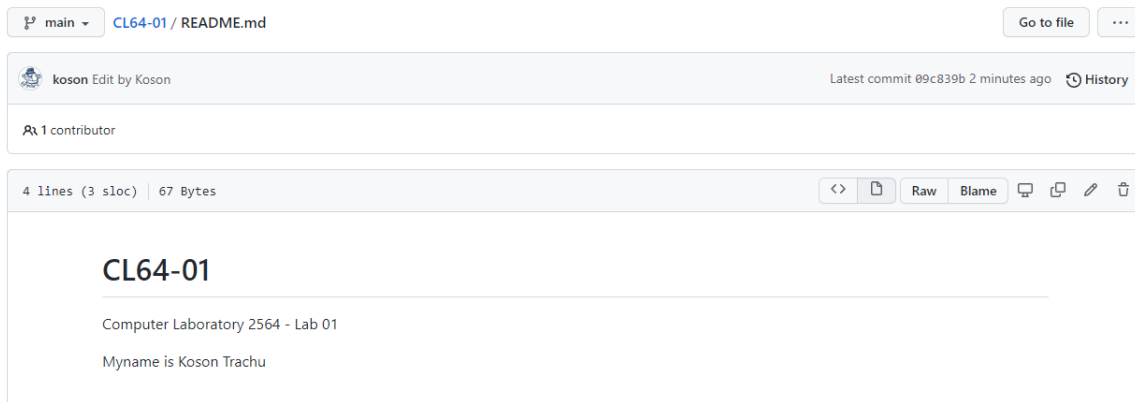 main
CL64-01 / README.md
Go to file
...
koson Edit by Koson
Latest commit 09c839b 2 minutes ago
History
1 contributor
4 lines (3 sloc) 67 Bytes
<>
Raw
Blame
CL64-01
Computer Laboratory 2564 - Lab 01
Myname is Koson Trachu